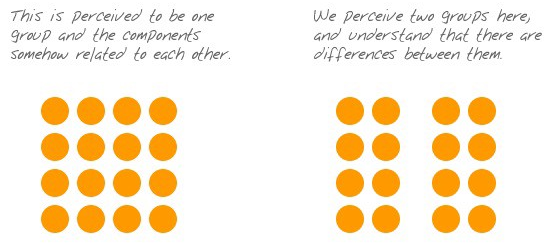 This is perceived to be one
group and the components
somehow related to each other.
We perceive two groups here,
and understand that there are
differences between them.